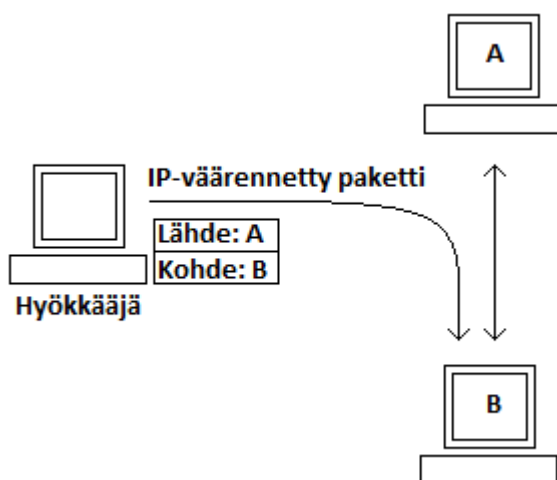 A
IP-väärennetty paketti
Lähde: A
Kohde: B
Hyökkääjä
B